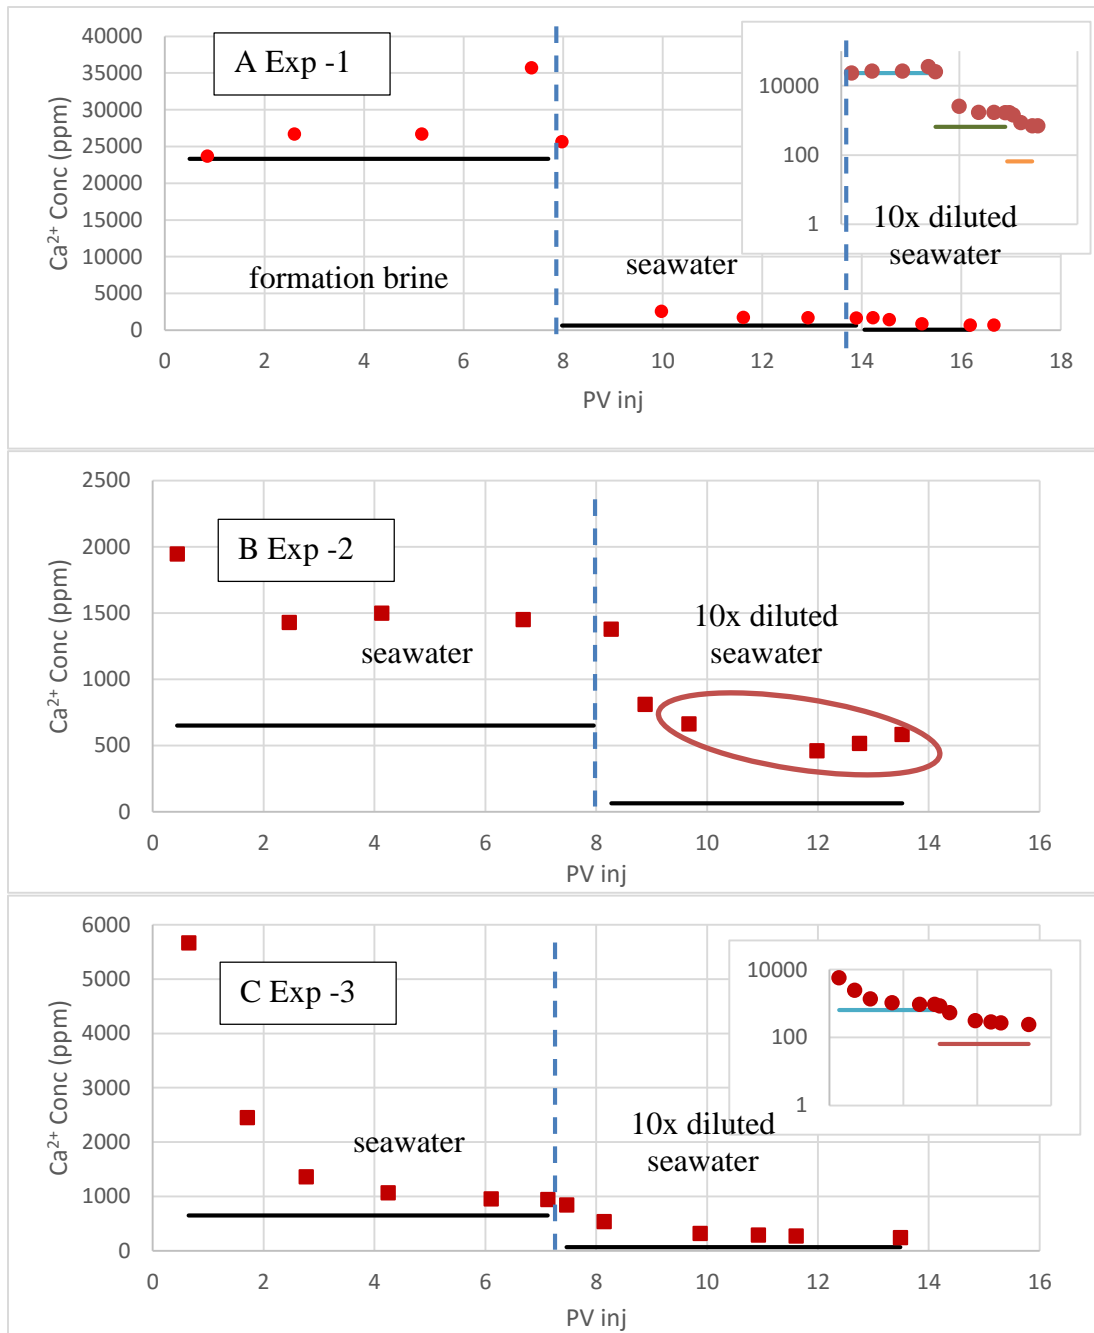 40000
35000
30000
25000
20000
15000
10000
5000
0
Ca2+ Conc (ppm)
A Exp -1
formation brine
seawater
10x diluted
seawater
10000
100
1
0 2 4 6 8 10 12 14 16 18
PV inj
2500
2000
1500
1000
500
0
Ca2+ Conc (ppm)
B Exp -2
seawater
10x diluted
seawater
0 2 4 6 8 10 12 14 16
PV inj
6000
5000
4000
3000
2000
1000
0
Ca2+ Conc (ppm)
C Exp -3
seawater
10x diluted
seawater
10000
100
1
0 2 4 6 8 10 12 14 16
PV inj